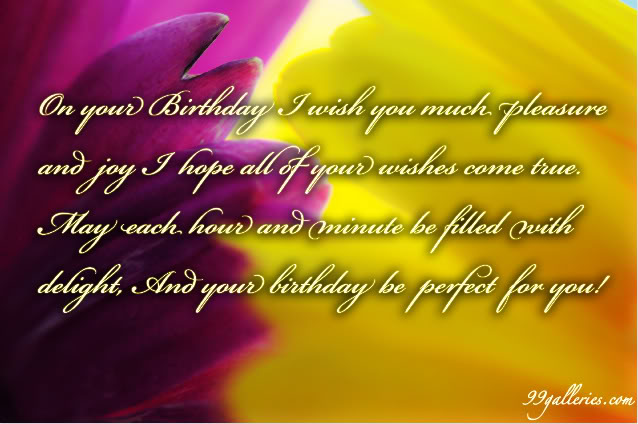 On your Birthday I wish you much pleasure
and joy I hope all of your wishes come true.
May each hour and minute be filled with
delight, And your birthday be perfect for you!
99galleries.com